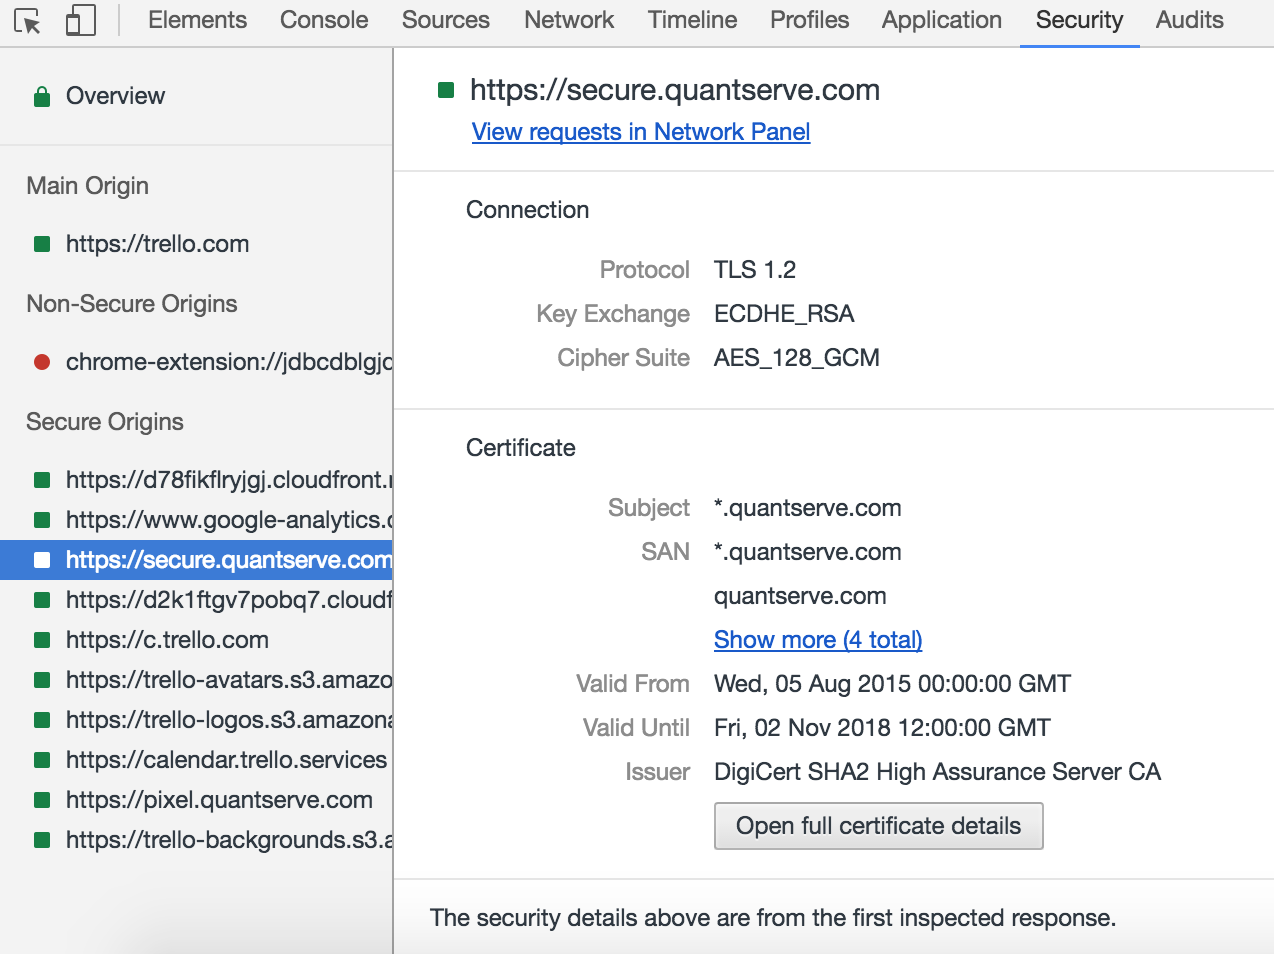 Elements Console Sources Network Timeline Profiles Application Security Audits
Overview
Main Origin
https://trello.com
Non-Secure Origins
chrome-extension://jdbcdblgjc
Secure Origins
https://d78fikflryjgj.cloudfront.r
https://www.google-analytics.c
https://secure.quantserve.com
https://d2k1ftgv7pobq7.cloudf
https://c.trello.com
https://trello-avatars.s3.amazo
https://trello-logos.s3.amazona
https://calendar.trello.services
https://pixel.quantserve.com
https://trello-backgrounds.s3.a
https://secure.quantserve.com
View requests in Network Panel
Connection
Protocol TLS 1.2
Key Exchange ECDHE_RSA
Cipher Suite AES_128_GCM
Certificate
Subject *.quantserve.com
SAN *.quantserve.com
quantserve.com
Show more (4 total)
Valid From Wed, 05 Aug 2015 00:00:00 GMT
Valid Until Fri, 02 Nov 2018 12:00:00 GMT
Issuer DigiCert SHA2 High Assurance Server CA
Open full certificate details
The security details above are from the first inspected response.